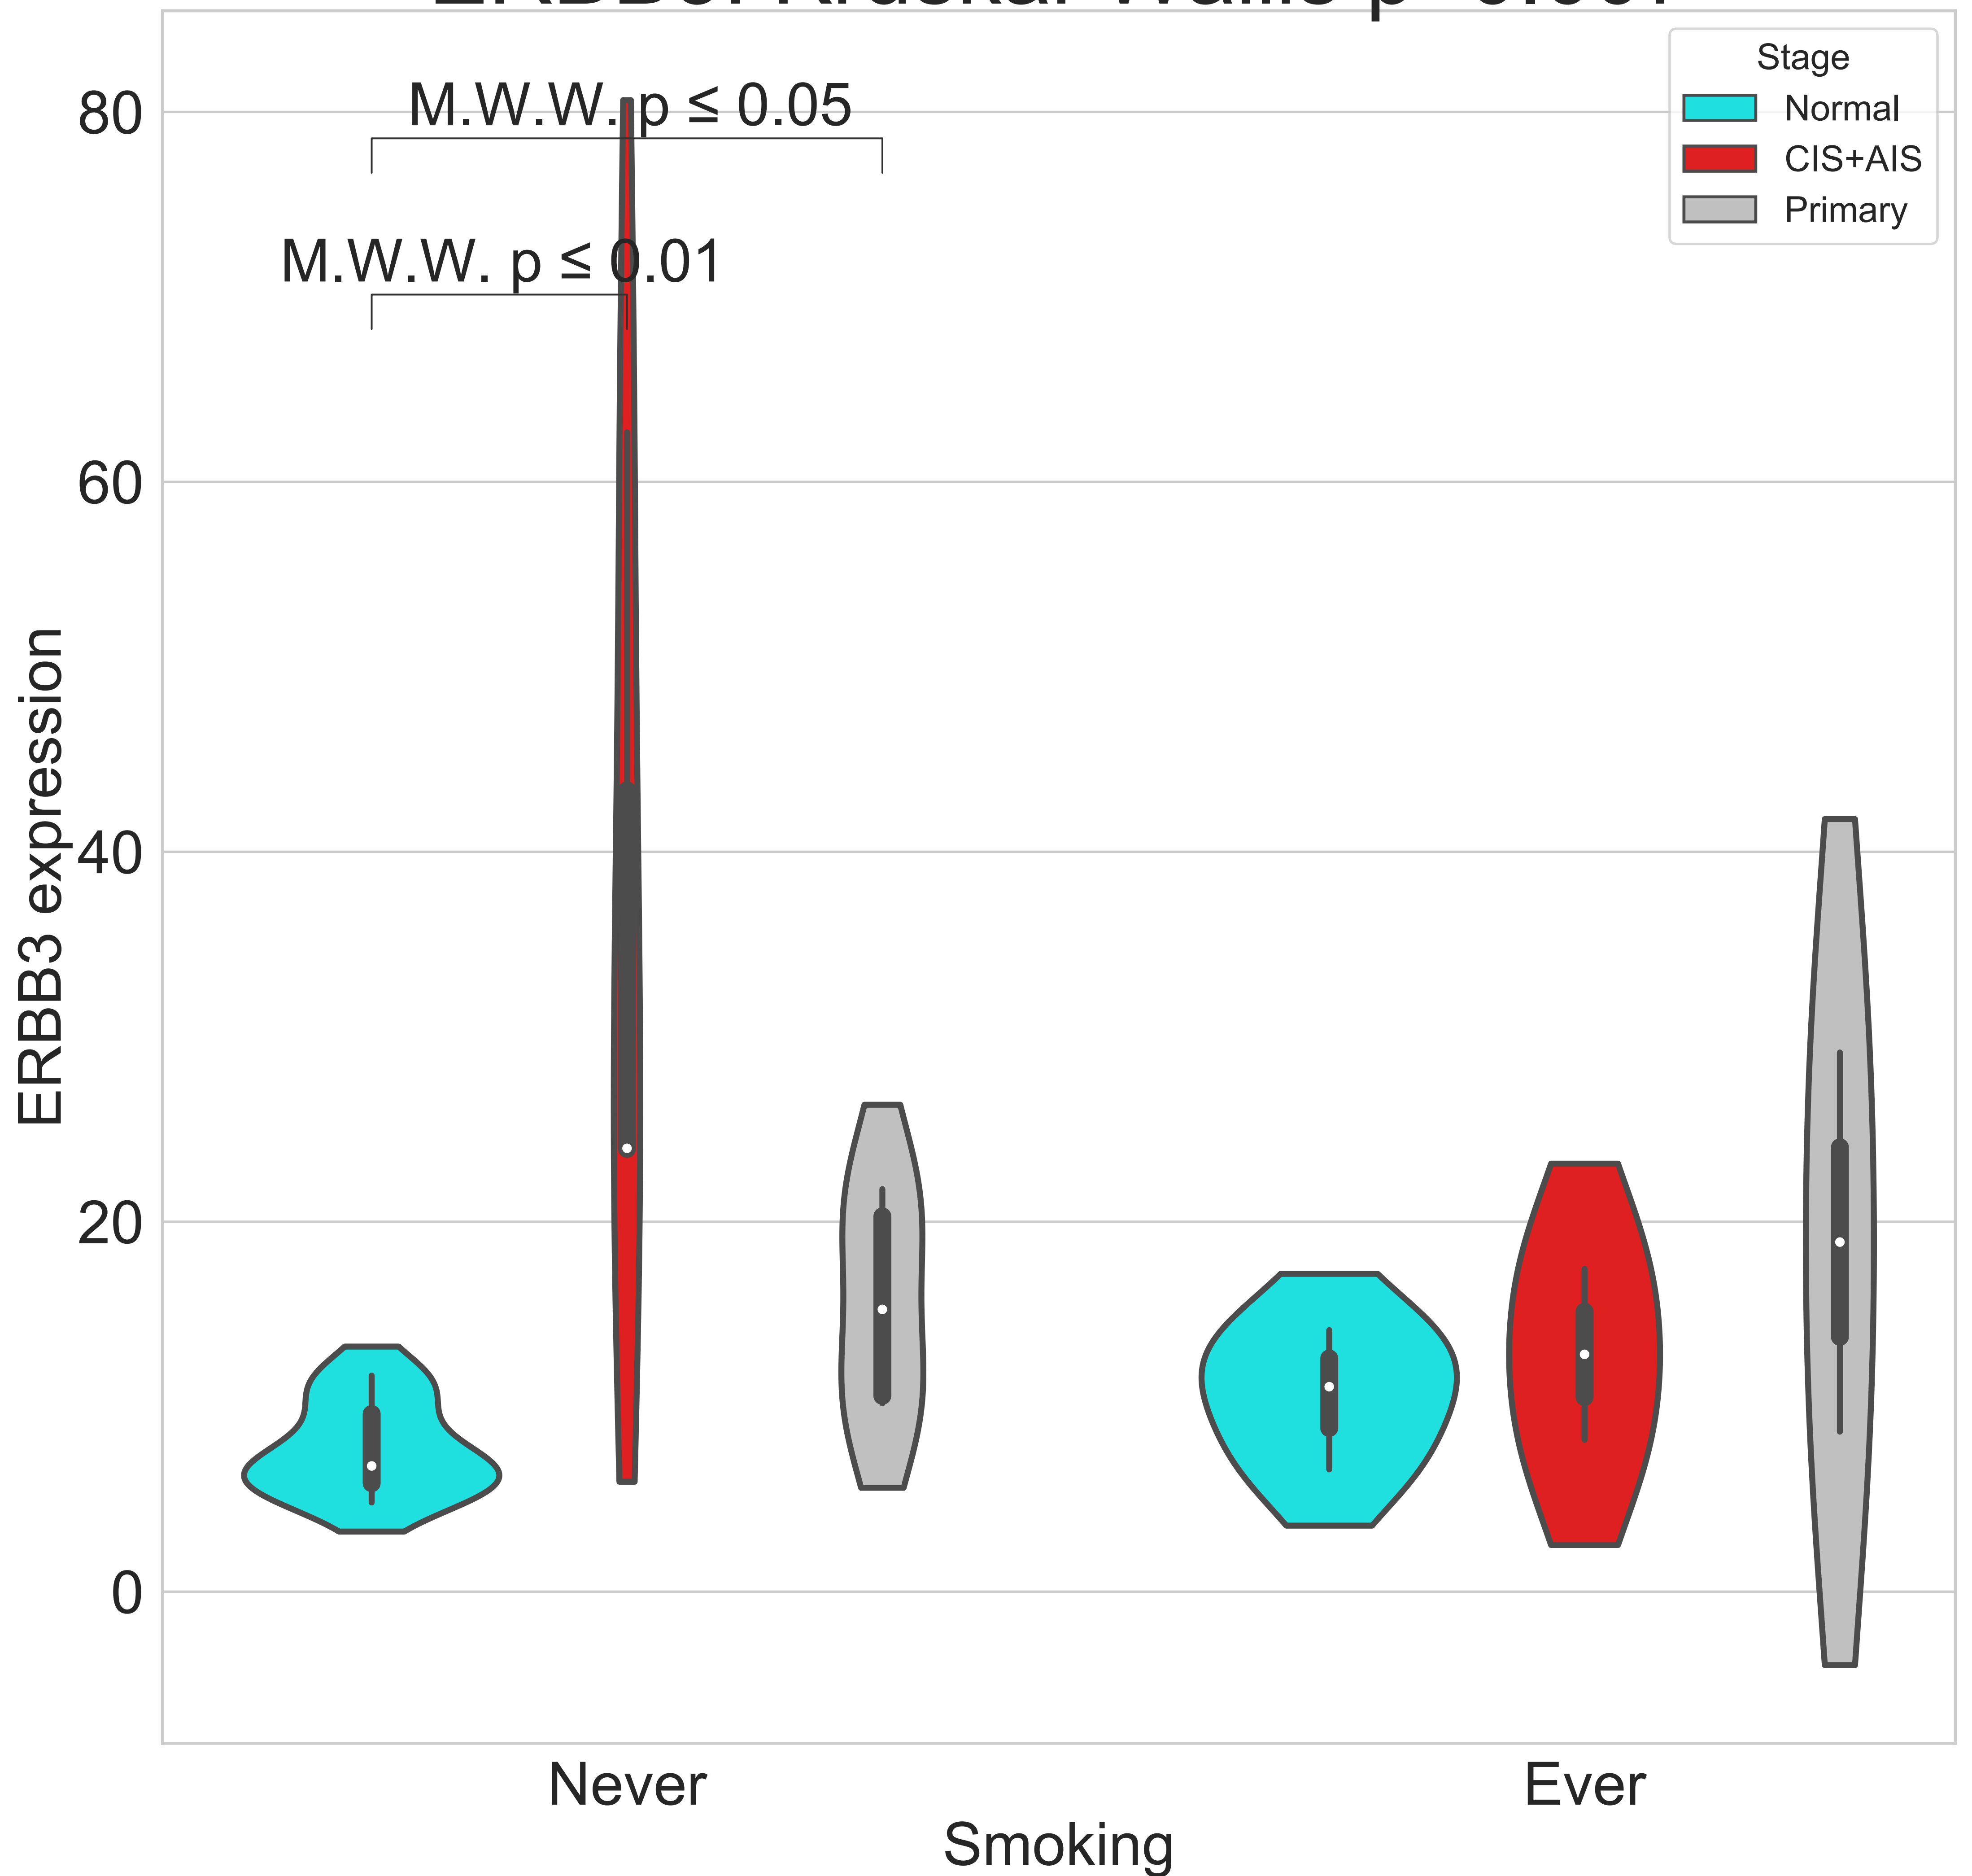 80
60
40
20
0
ERBB3 expression
M.W.W. p ≤ 0.05
M.W.W. p ≤ 0.01
Stage
Normal
CIS+AIS
Primary
Never
Ever
Smoking